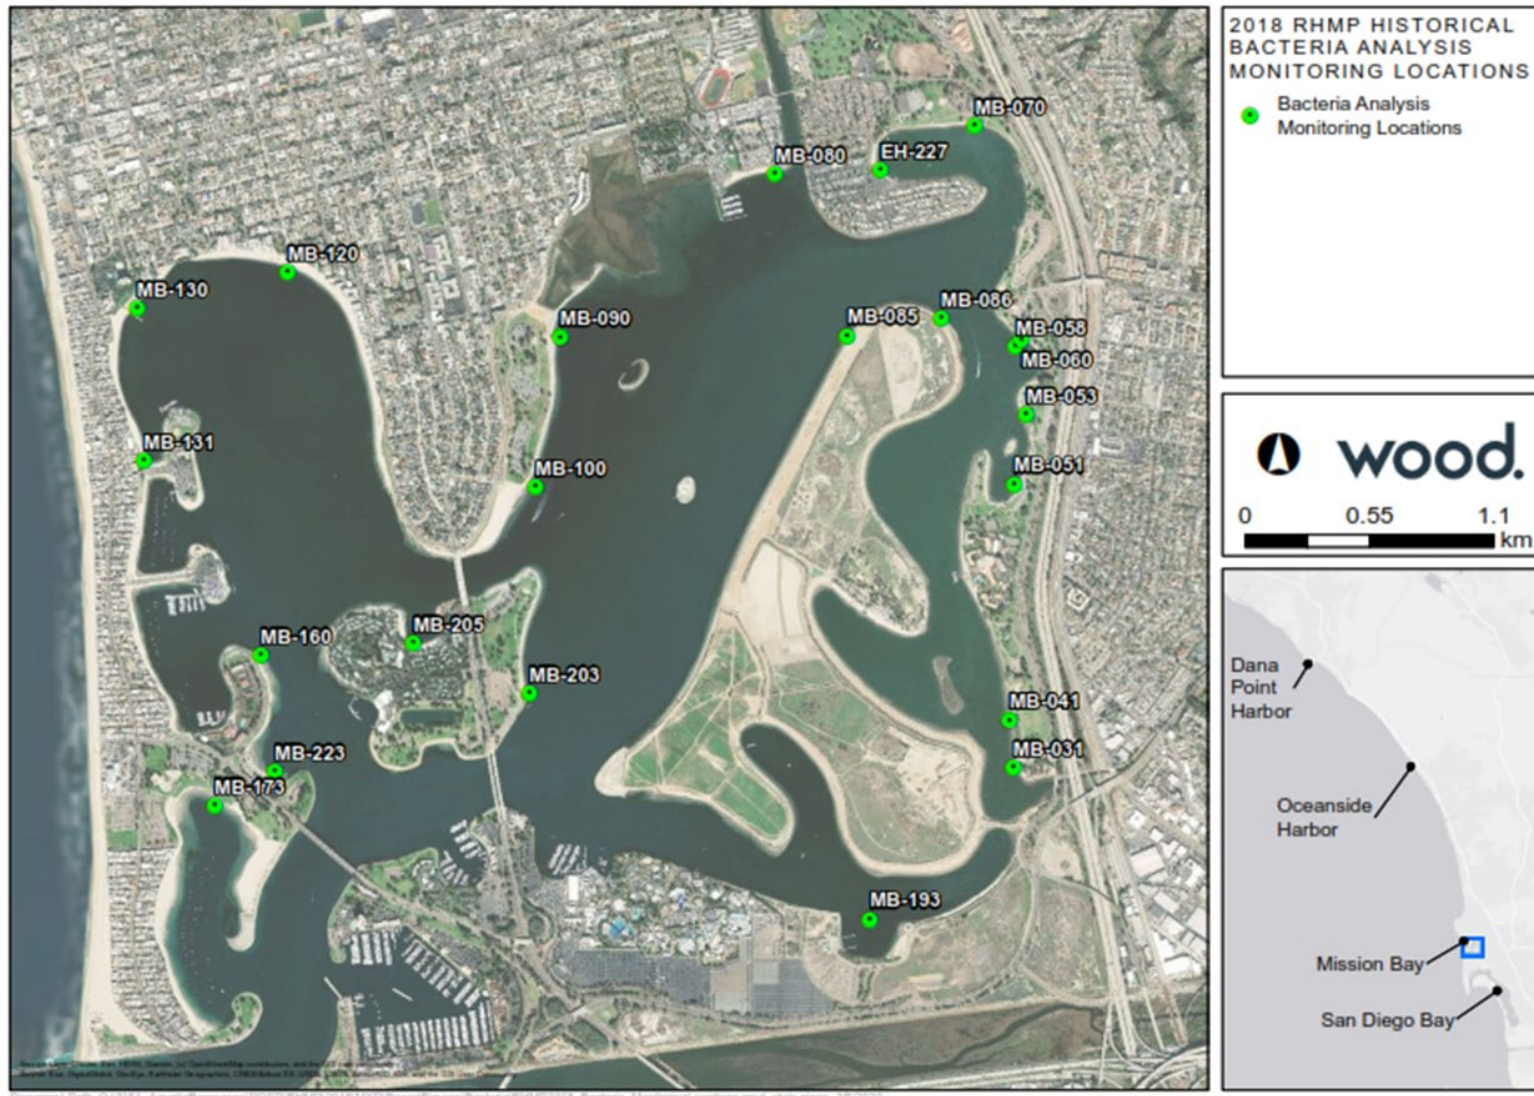 2018 RHMP HISTORICAL
BACTERIA ANALYSIS
MONITORING LOCATIONS
Bacteria Analysis
Monitoring Locations
MB-070
MB-080
EH-227
MB-120
MB-130
MB-090
MB-085
MB-086
MB-058
MB-060
MB-053
MB-131
MB-100
MB-051
MB-205
MB-160
MB-203
MB-041
MB-031
MB-223
MB-173
MB-193
wood.
0 0.55 1.1
km
Dana
Point
Harbor
Oceanside
Harbor
Mission Bay
San Diego Bay